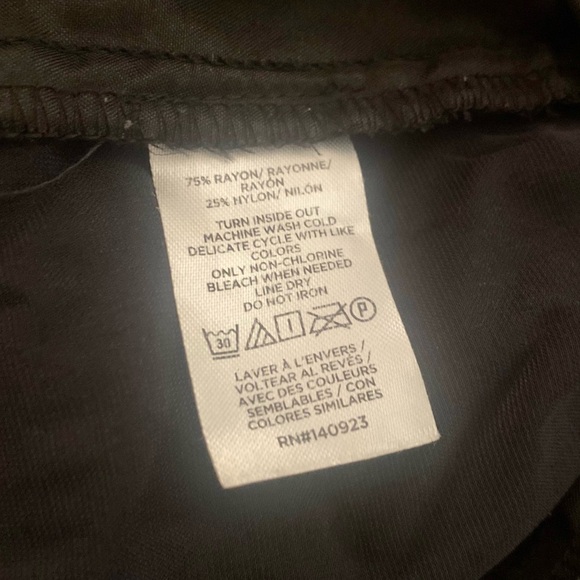 75% RAYON/ RAYONNE/
RAYÓN
25% NYLON/ NILÓN
TURN INSIDE OUT
MACHINE WASH COLD
DELICATE CYCLE WITH LIKE
COLORS
ONLY NON-CHLORINE
BLEACH WHEN NEEDED
LINE DRY
DO NOT IRON
30 P
LAVER À L'ENVERS /
VOLTEAR AL REVÉS /
AVEC DES COULEURS
SEMBLABLES / CON
COLORES SIMILARES
RN#140923